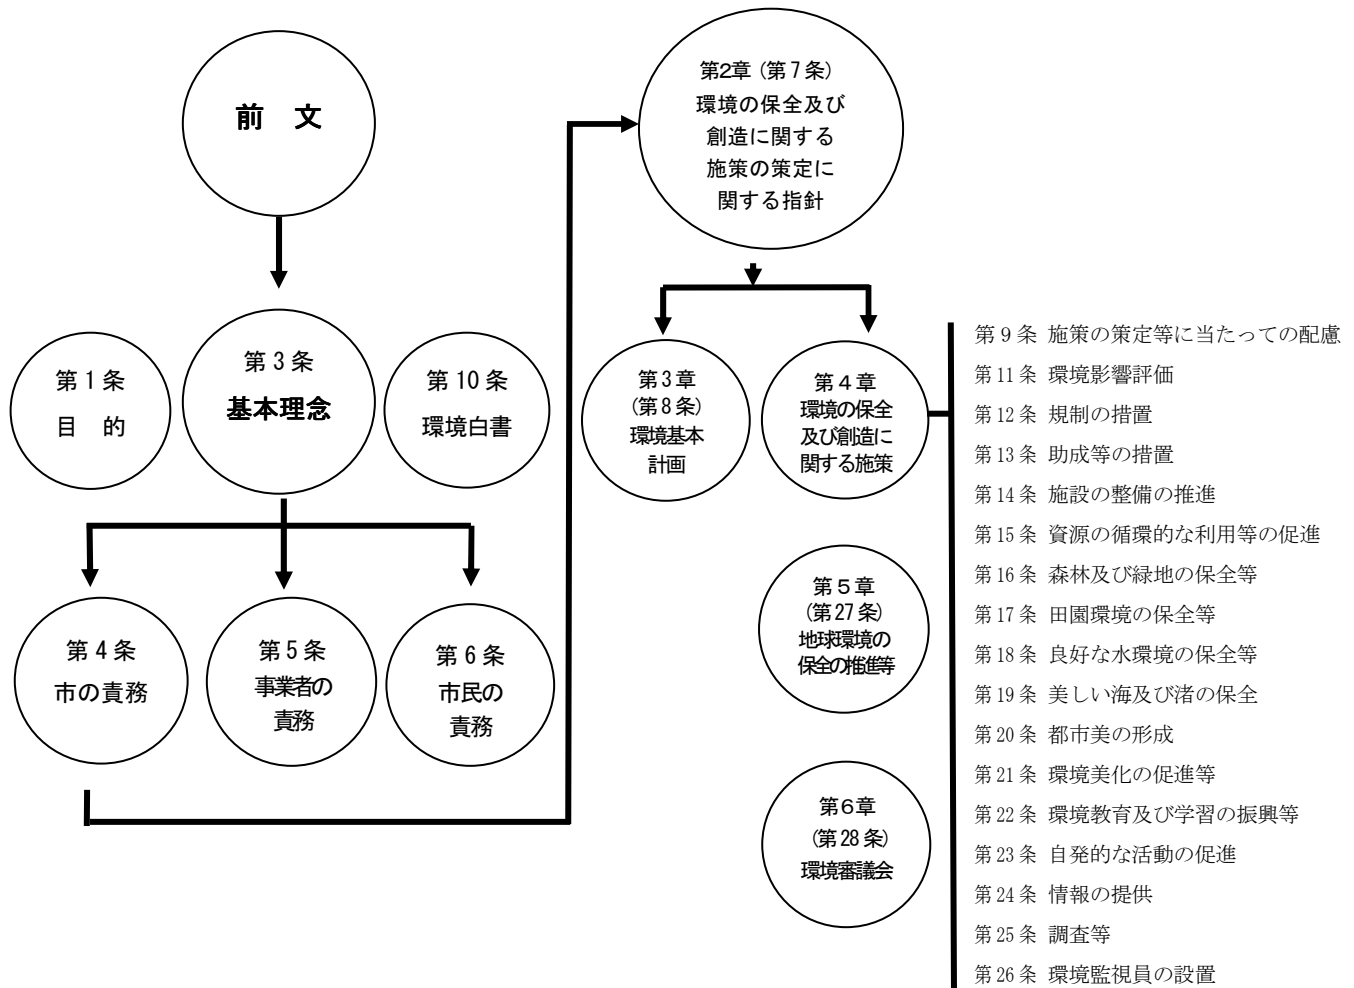 前 文
第1条
目 的
第3条
基本理念
第10条
環境白書
第4条
市の責務
第5条
事業者の
責務
第6条
市民の
責務
第2章(第7条)
環境の保全及び
創造に関する
施策の策定に
関する指針
第3章
(第8条)
環境基本
計画
第4章
環境の保全
及び創造に
関する施策
第5章
(第27条)
地球環境の
保全の推進等
第6章
(第28条)
環境審議会
第9条 施策の策定等に当たっての配慮
第11条 環境影響評価
第12条 規制の措置
第13条 助成等の措置
第14条 施設の整備の推進
第15条 資源の循環的な利用等の促進
第16条 森林及び緑地の保全等
第17条 田園環境の保全等
第18条 良好な水環境の保全等
第19条 美しい海及び渚の保全
第20条 都市美の形成
第21条 環境美化の促進等
第22条 環境教育及び学習の振興等
第23条 自発的な活動の促進
第24条 情報の提供
第25条 調査等
第26条 環境監視員の設置